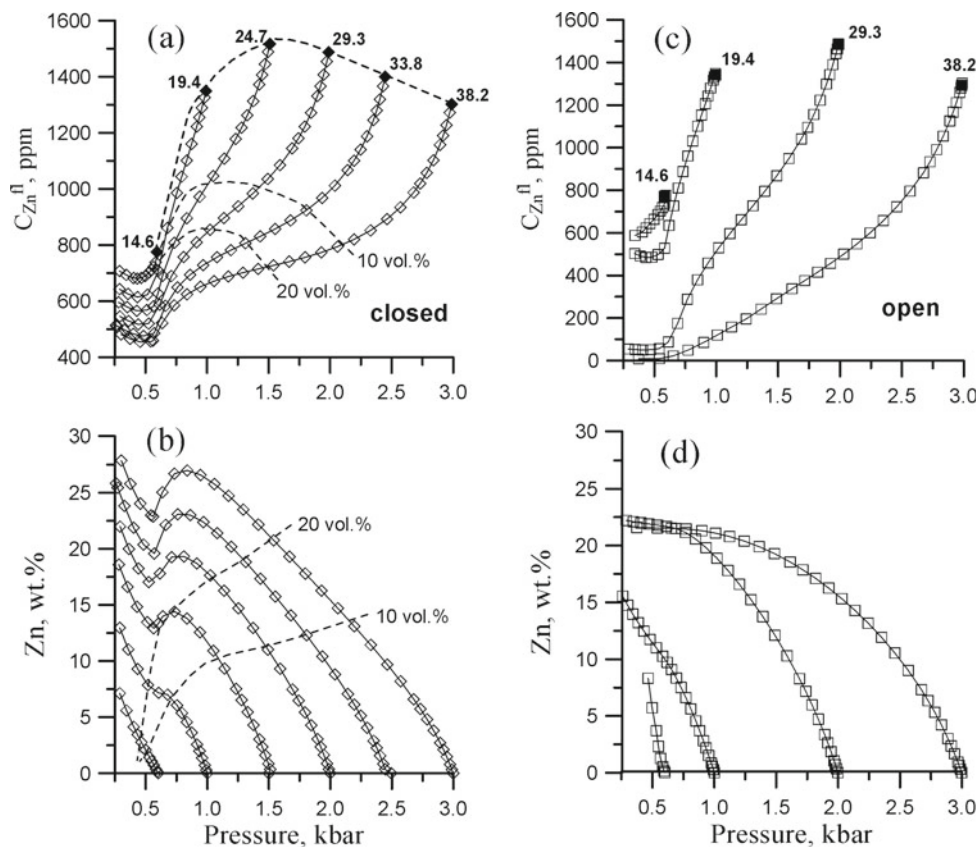 (a)
24.7
29.3
33.8
38.2
19.4
14.6
10 vol.%
20 vol.%
closed
C_Zn^fl, ppm
1600
1400
1200
1000
800
600
400
0.5 1.0 1.5 2.0 2.5 3.0
(c)
29.3
19.4
38.2
14.6
open
C_Zn^fl, ppm
1600
1400
1200
1000
800
600
400
200
0
0.5 1.0 1.5 2.0 2.5 3.0
(b)
20 vol.%
10 vol.%
Zn, wt.%
30
25
20
15
10
5
0
0.5 1.0 1.5 2.0 2.5 3.0
Pressure, kbar
(d)
Zn, wt.%
30
25
20
15
10
5
0
0.5 1.0 1.5 2.0 2.5 3.0
Pressure, kbar